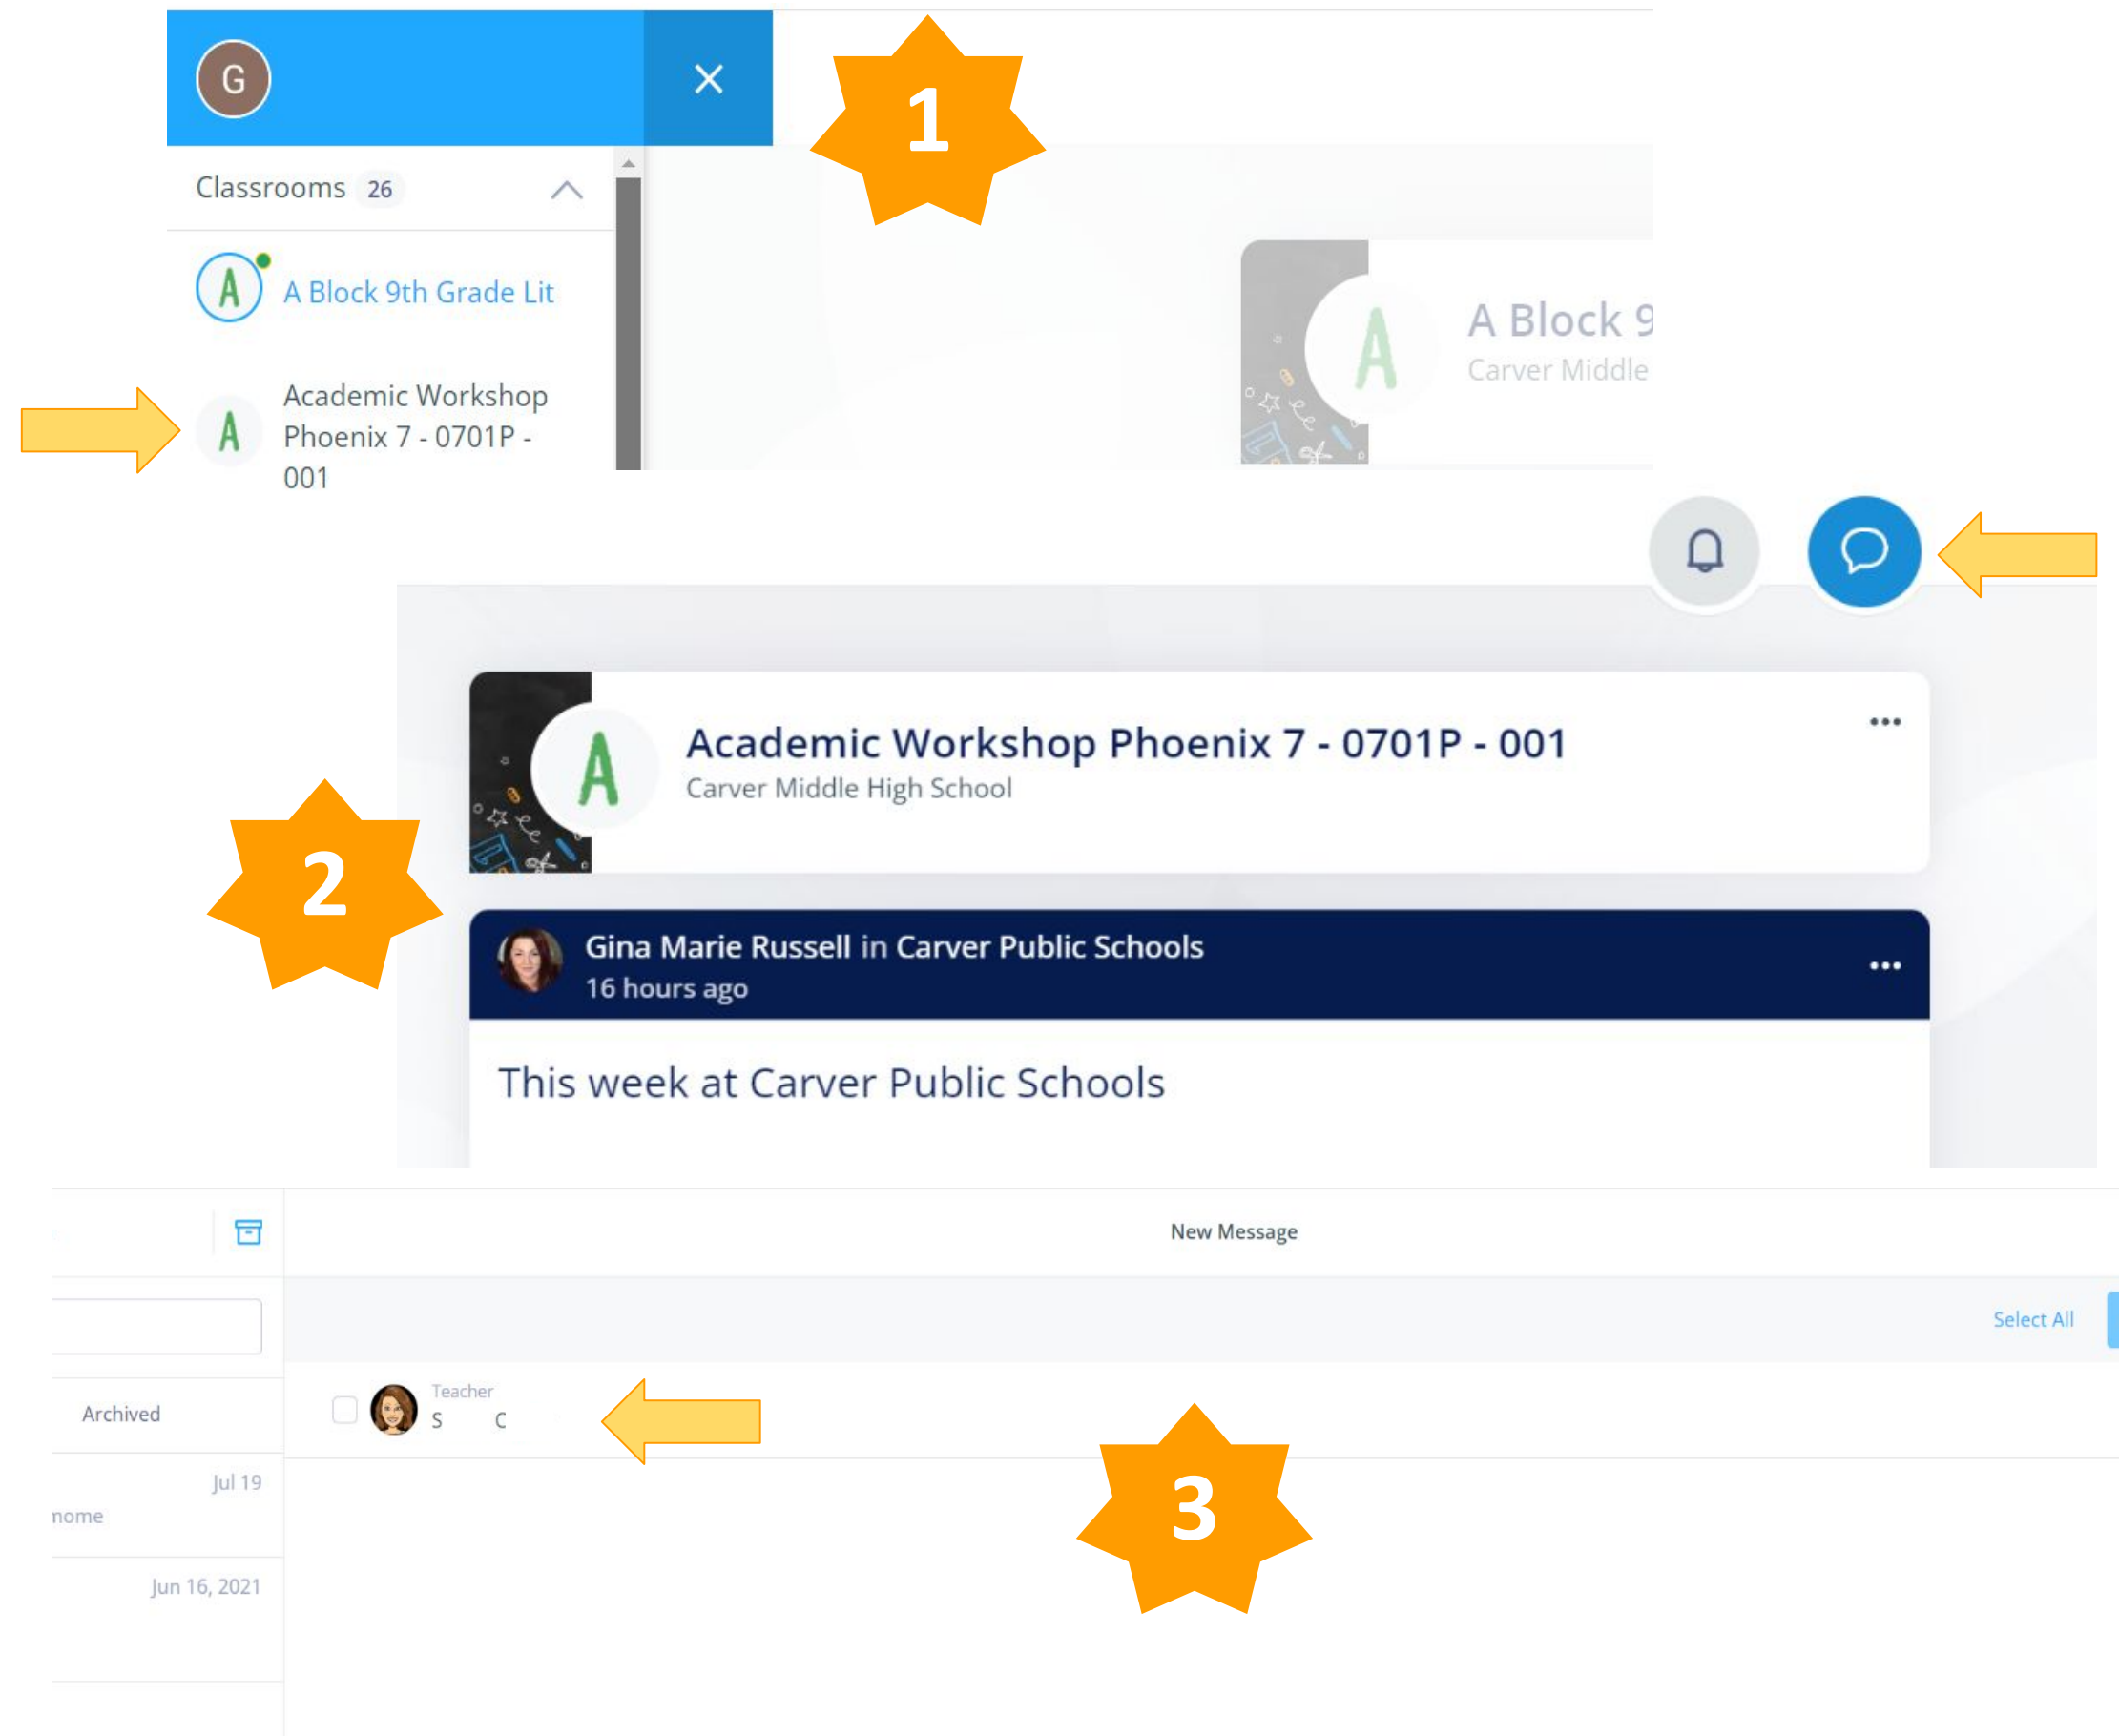 G
1
Classrooms 26
A
A Block 9th Grade Lit
A
A Block 9
Carver Middle
A
Academic Workshop
Phoenix 7 - 0701P -
001
A
Academic Workshop Phoenix 7 - 0701P - 001
Carver Middle High School
2
Gina Marie Russell in Carver Public Schools
16 hours ago
This week at Carver Public Schools
New Message
Select All
Archived
Teacher
S C
3
Jul 19
Jun 16, 2021